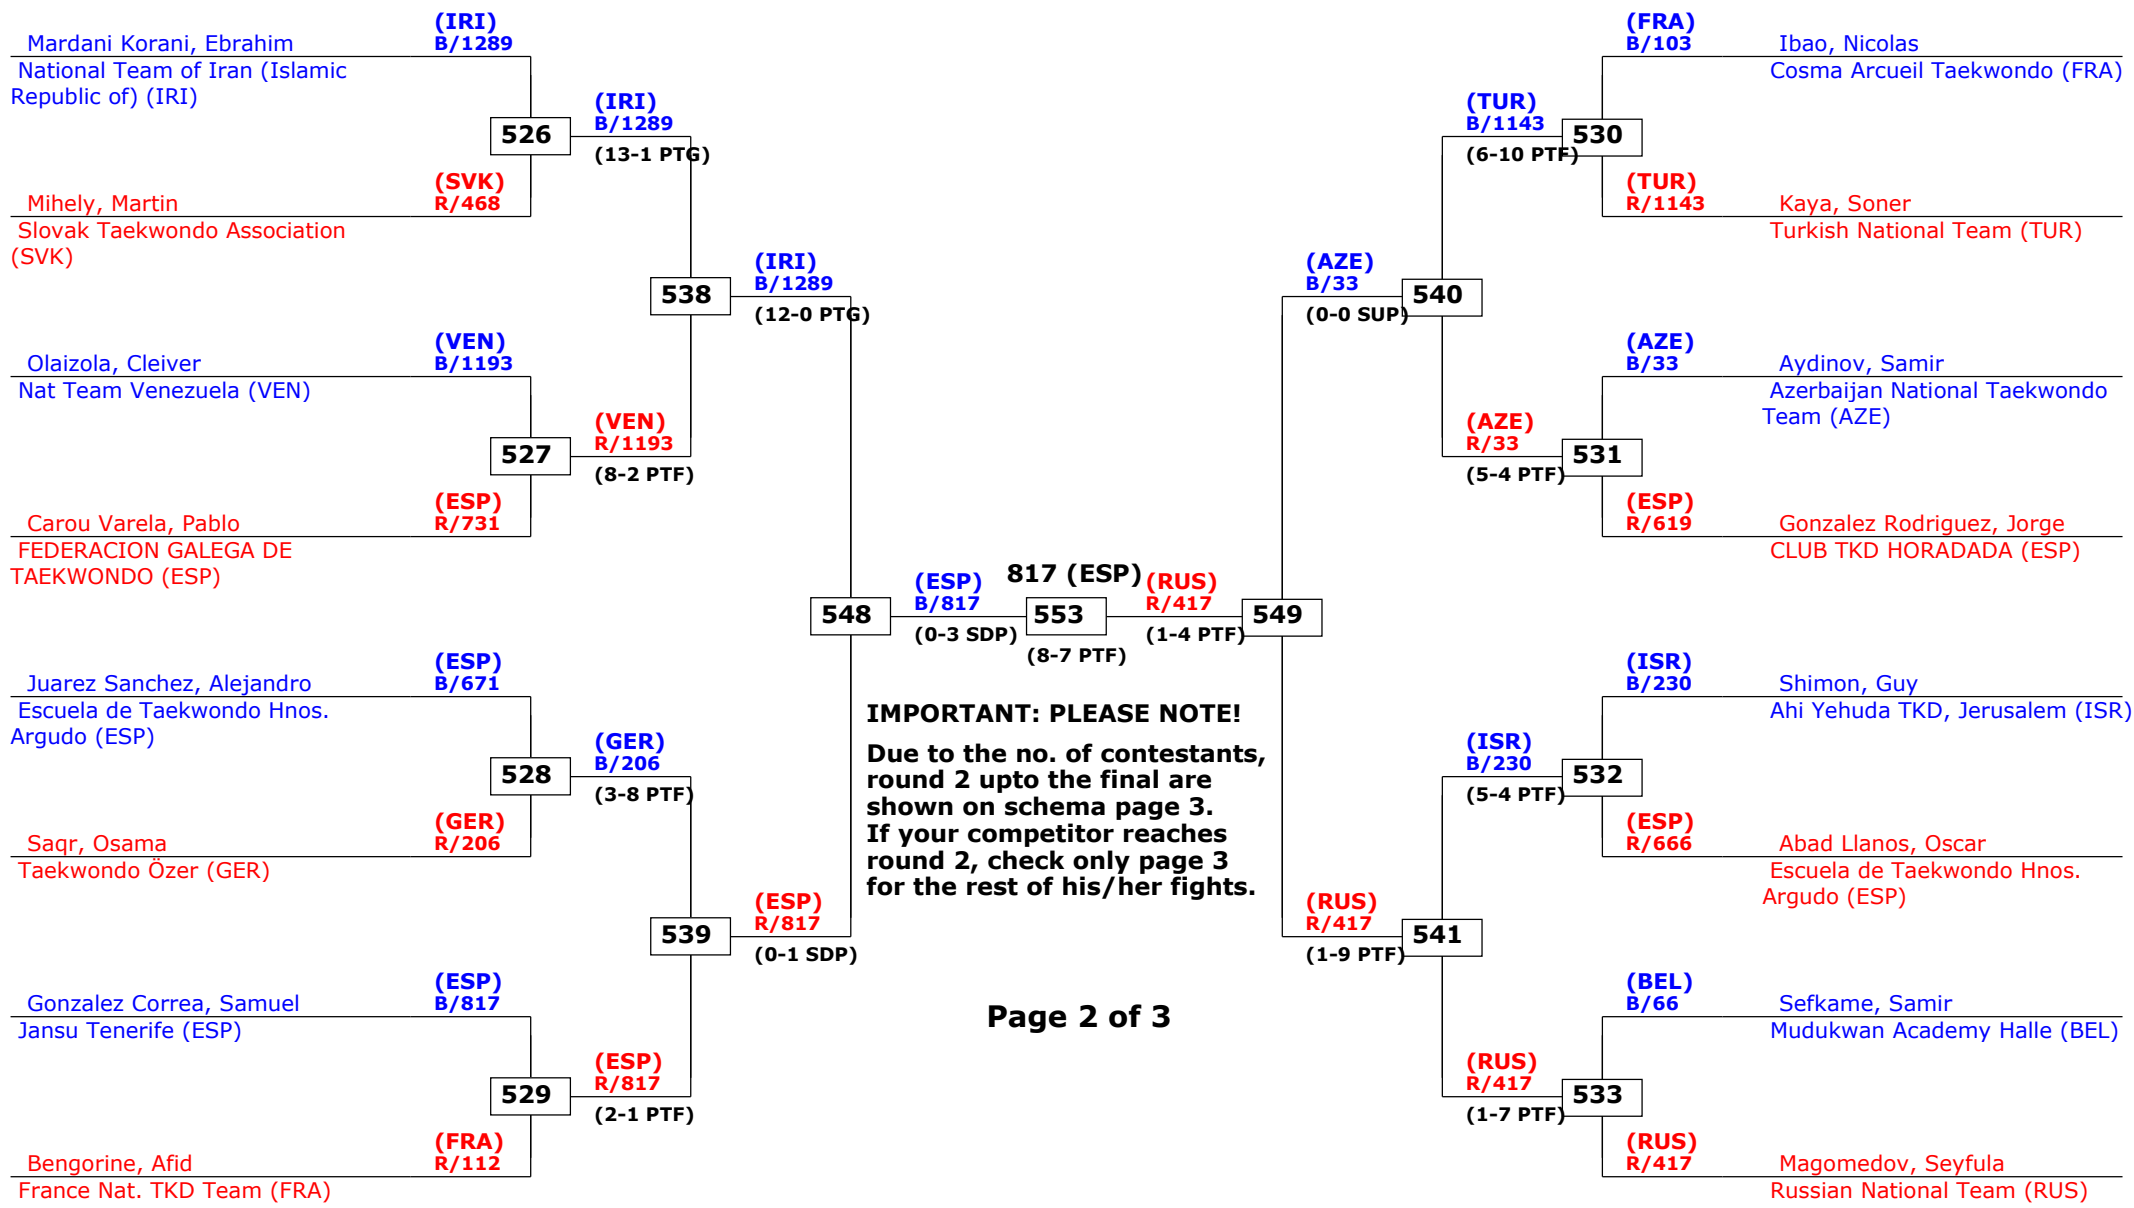 (IRI)
Mardani Korani, Ebrahim B/1289
National Team of Iran (Islamic
Republic of) (IRI)
(IRI)
B/1289
526
(13-1 PTG)
(SVK)
Mihely, Martin R/468
Slovak Taekwondo Association
(SVK)
(IRI)
B/1289
538
(12-0 PTG)
(VEN)
Olaizola, Cleiver B/1193
Nat Team Venezuela (VEN)
(VEN)
R/1193
527
(8-2 PTF)
(ESP)
Carou Varela, Pablo R/731
FEDERACION GALEGA DE
TAEKWONDO (ESP)
(ESP)
B/817
548
(0-3 SDP)
(ESP)
Juarez Sanchez, Alejandro B/671
Escuela de Taekwondo Hnos.
Argudo (ESP)
(GER)
B/206
528
(3-8 PTF)
(GER)
Saqr, Osama R/206
Taekwondo Özer (GER)
(ESP)
R/817
539
(0-1 SDP)
(ESP)
Gonzalez Correa, Samuel B/817
Jansu Tenerife (ESP)
(ESP)
R/817
529
(2-1 PTF)
(FRA)
Bengorine, Afid R/112
France Nat. TKD Team (FRA)
817 (ESP)
553
(8-7 PTF)
IMPORTANT: PLEASE NOTE!
Due to the no. of contestants,
round 2 upto the final are
shown on schema page 3.
If your competitor reaches
round 2, check only page 3
for the rest of his/her fights.
Page 2 of 3
(FRA)
B/103 Ibao, Nicolas
Cosma Arcueil Taekwondo (FRA)
(TUR)
B/1143
530
(6-10 PTF)
(TUR)
R/1143 Kaya, Soner
Turkish National Team (TUR)
(AZE)
B/33
540
(0-0 SUP)
(AZE)
B/33 Aydinov, Samir
Azerbaijan National Taekwondo
Team (AZE)
(AZE)
R/33
531
(5-4 PTF)
(ESP)
R/619 Gonzalez Rodriguez, Jorge
CLUB TKD HORADADA (ESP)
(RUS)
R/417
549
(1-4 PTF)
(ISR)
B/230 Shimon, Guy
Ahi Yehuda TKD, Jerusalem (ISR)
(ISR)
B/230
532
(5-4 PTF)
(ESP)
R/666 Abad Llanos, Oscar
Escuela de Taekwondo Hnos.
Argudo (ESP)
(RUS)
R/417
541
(1-9 PTF)
(BEL)
B/66 Sefkame, Samir
Mudukwan Academy Halle (BEL)
(RUS)
R/417
533
(1-7 PTF)
(RUS)
R/417 Magomedov, Seyfula
Russian National Team (RUS)